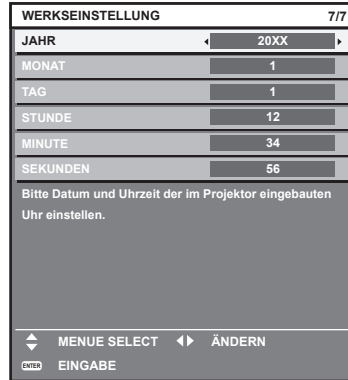 WERKSEINSTELLUNG 7/7
JAHR 20XX
MONAT 1
TAG 1
STUNDE 12
MINUTE 34
SEKUNDEN 56
Bitte Datum und Uhrzeit der im Projektor eingebauten
Uhr einstellen.
MENUE SELECT ÄNDERN
ENTER EINGABE